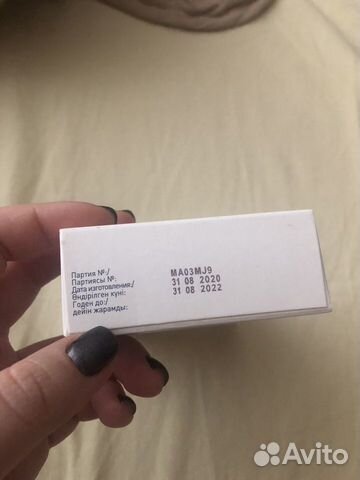 Партия №:/
Партиясы №:
Дата изготовления:/
Өндірілген күні:
Годен до:/
дейін жарамды:
MA03MJ9
31 08 2020
31 08 2022
Avito